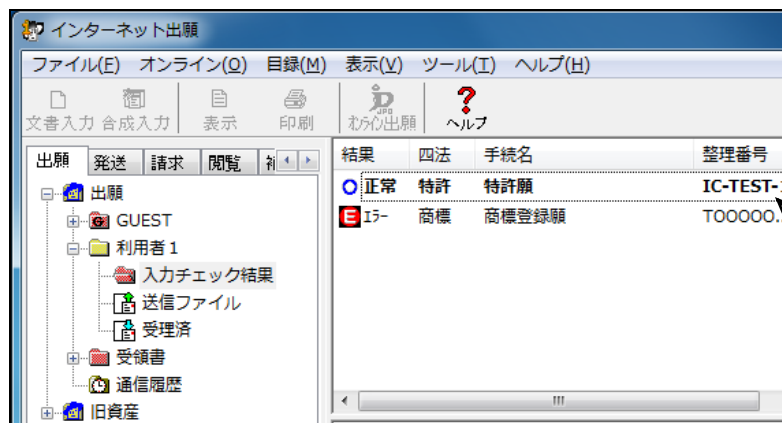 インターネット出願
ファイル(F) オンライン(O) 目録(M) 表示(V) ツール(T) ヘルプ(H)
文書入力 合成入力 表示 印刷 オンライン出願 ヘルプ
出願 発送 請求 閲覧
結果 四法 手続名 整理番号
正常 特許 特許願 IC-TEST-
E エラー 商標 商標登録願 TOOOOO..
出願
GUEST
利用者1
入力チェック結果
送信ファイル
受理済
受領書
通信履歴
旧資産